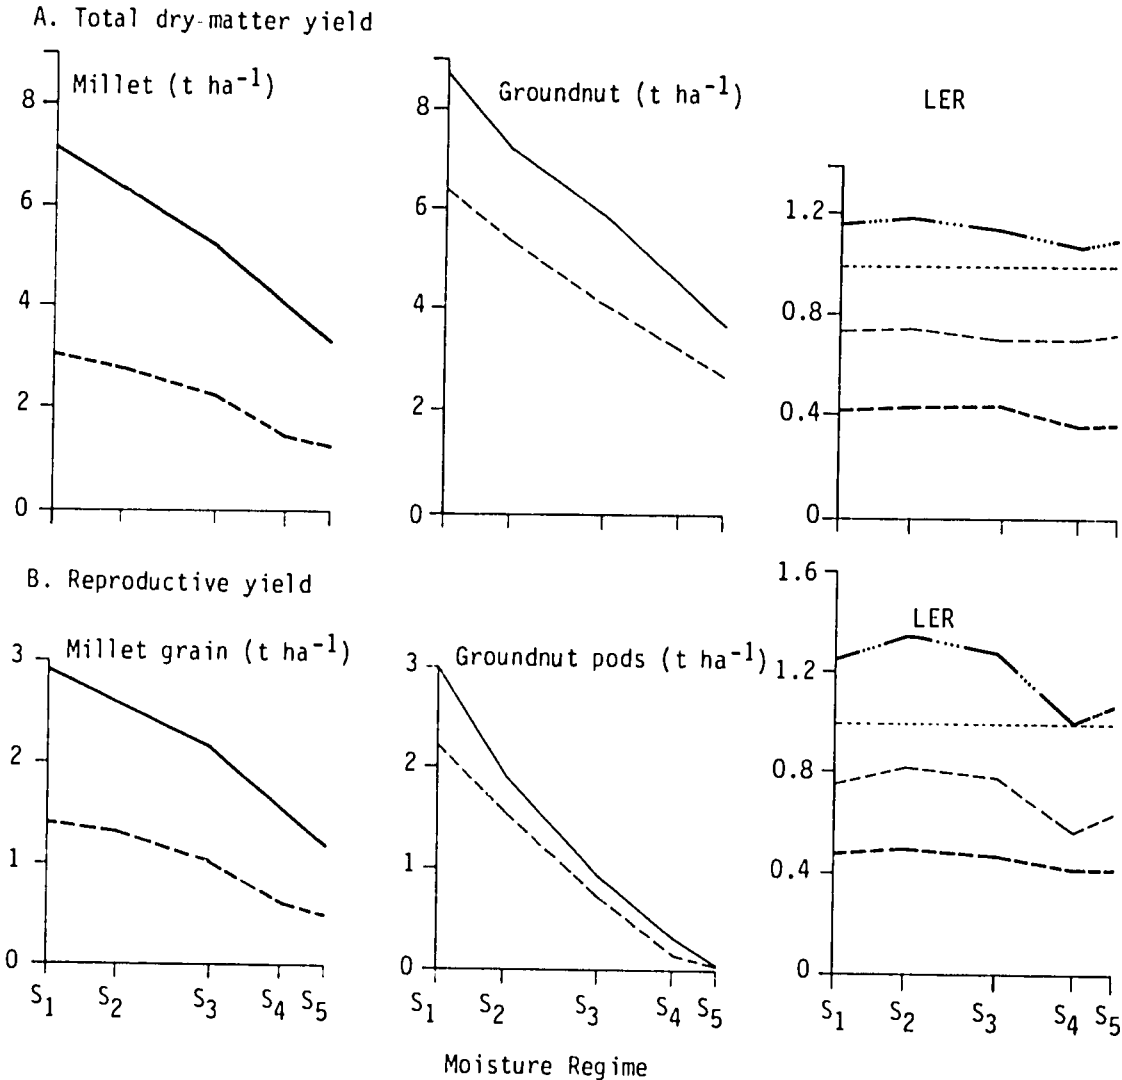 A. Total dry-matter yield
Millet (t ha⁻¹)
8
6
4
2
0
Groundnut (t ha⁻¹)
8
6
4
2
0
LER
1.2
0.8
0.4
0
B. Reproductive yield
Millet grain (t ha⁻¹)
3
2
1
0
S₁ S₂ S₃ S₄ S₅
Groundnut pods (t ha⁻¹)
3
2
1
0
S₁ S₂ S₃ S₄ S₅
LER
1.6
1.2
0.8
0.4
0
S₁ S₂ S₃ S₄ S₅
Moisture Regime